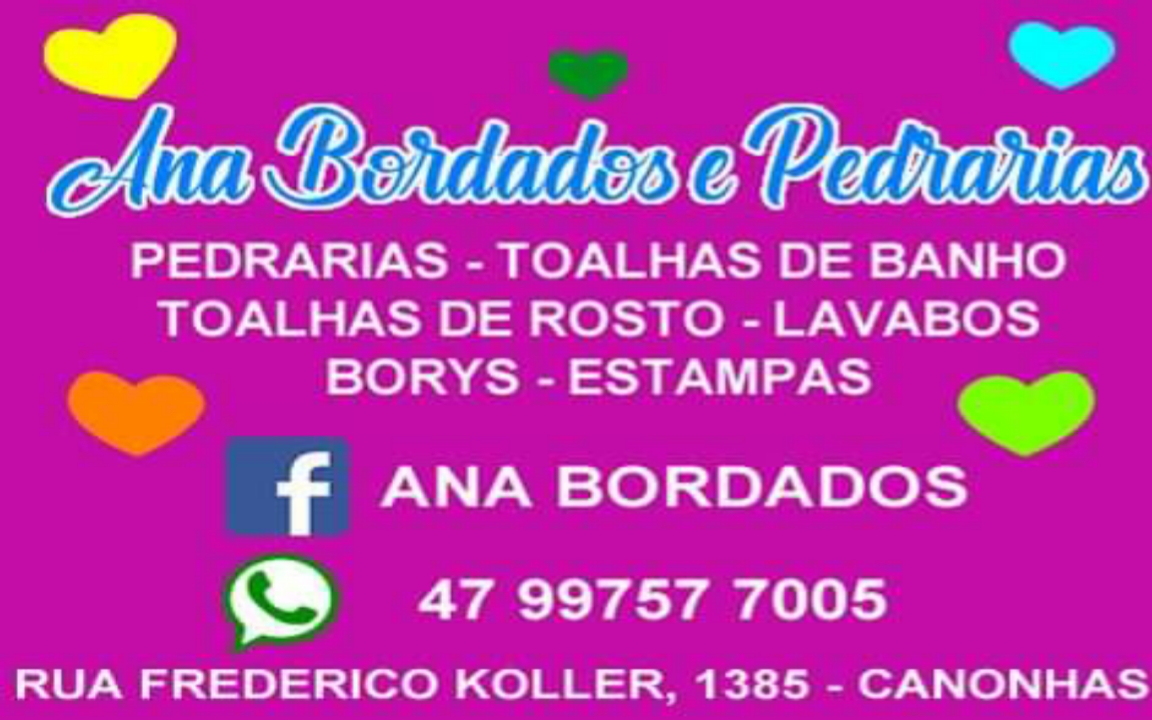 Ana Bordados e Pedrarias
PEDRARIAS - TOALHAS DE BANHO
TOALHAS DE ROSTO - LAVABOS
BORYS - ESTAMPAS
f ANA BORDADOS
47 99757 7005
RUA FREDERICO KOLLER, 1385 - CANONHAS